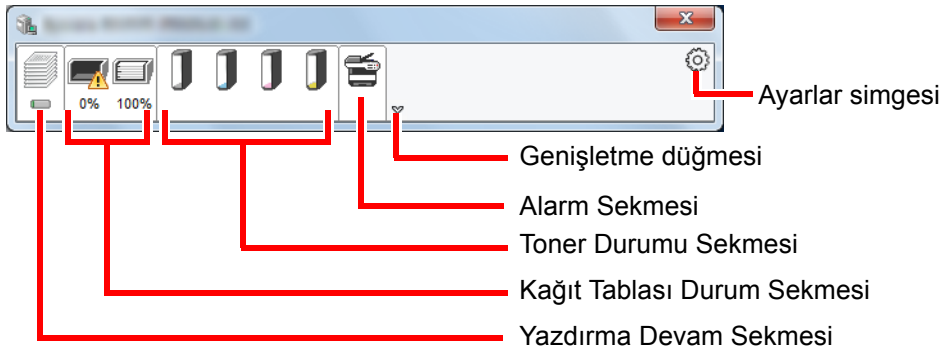 0% 100%
Ayarlar simgesi
Genişletme düğmesi
Alarm Sekmesi
Toner Durumu Sekmesi
Kağıt Tablası Durum Sekmesi
Yazdırma Devam Sekmesi